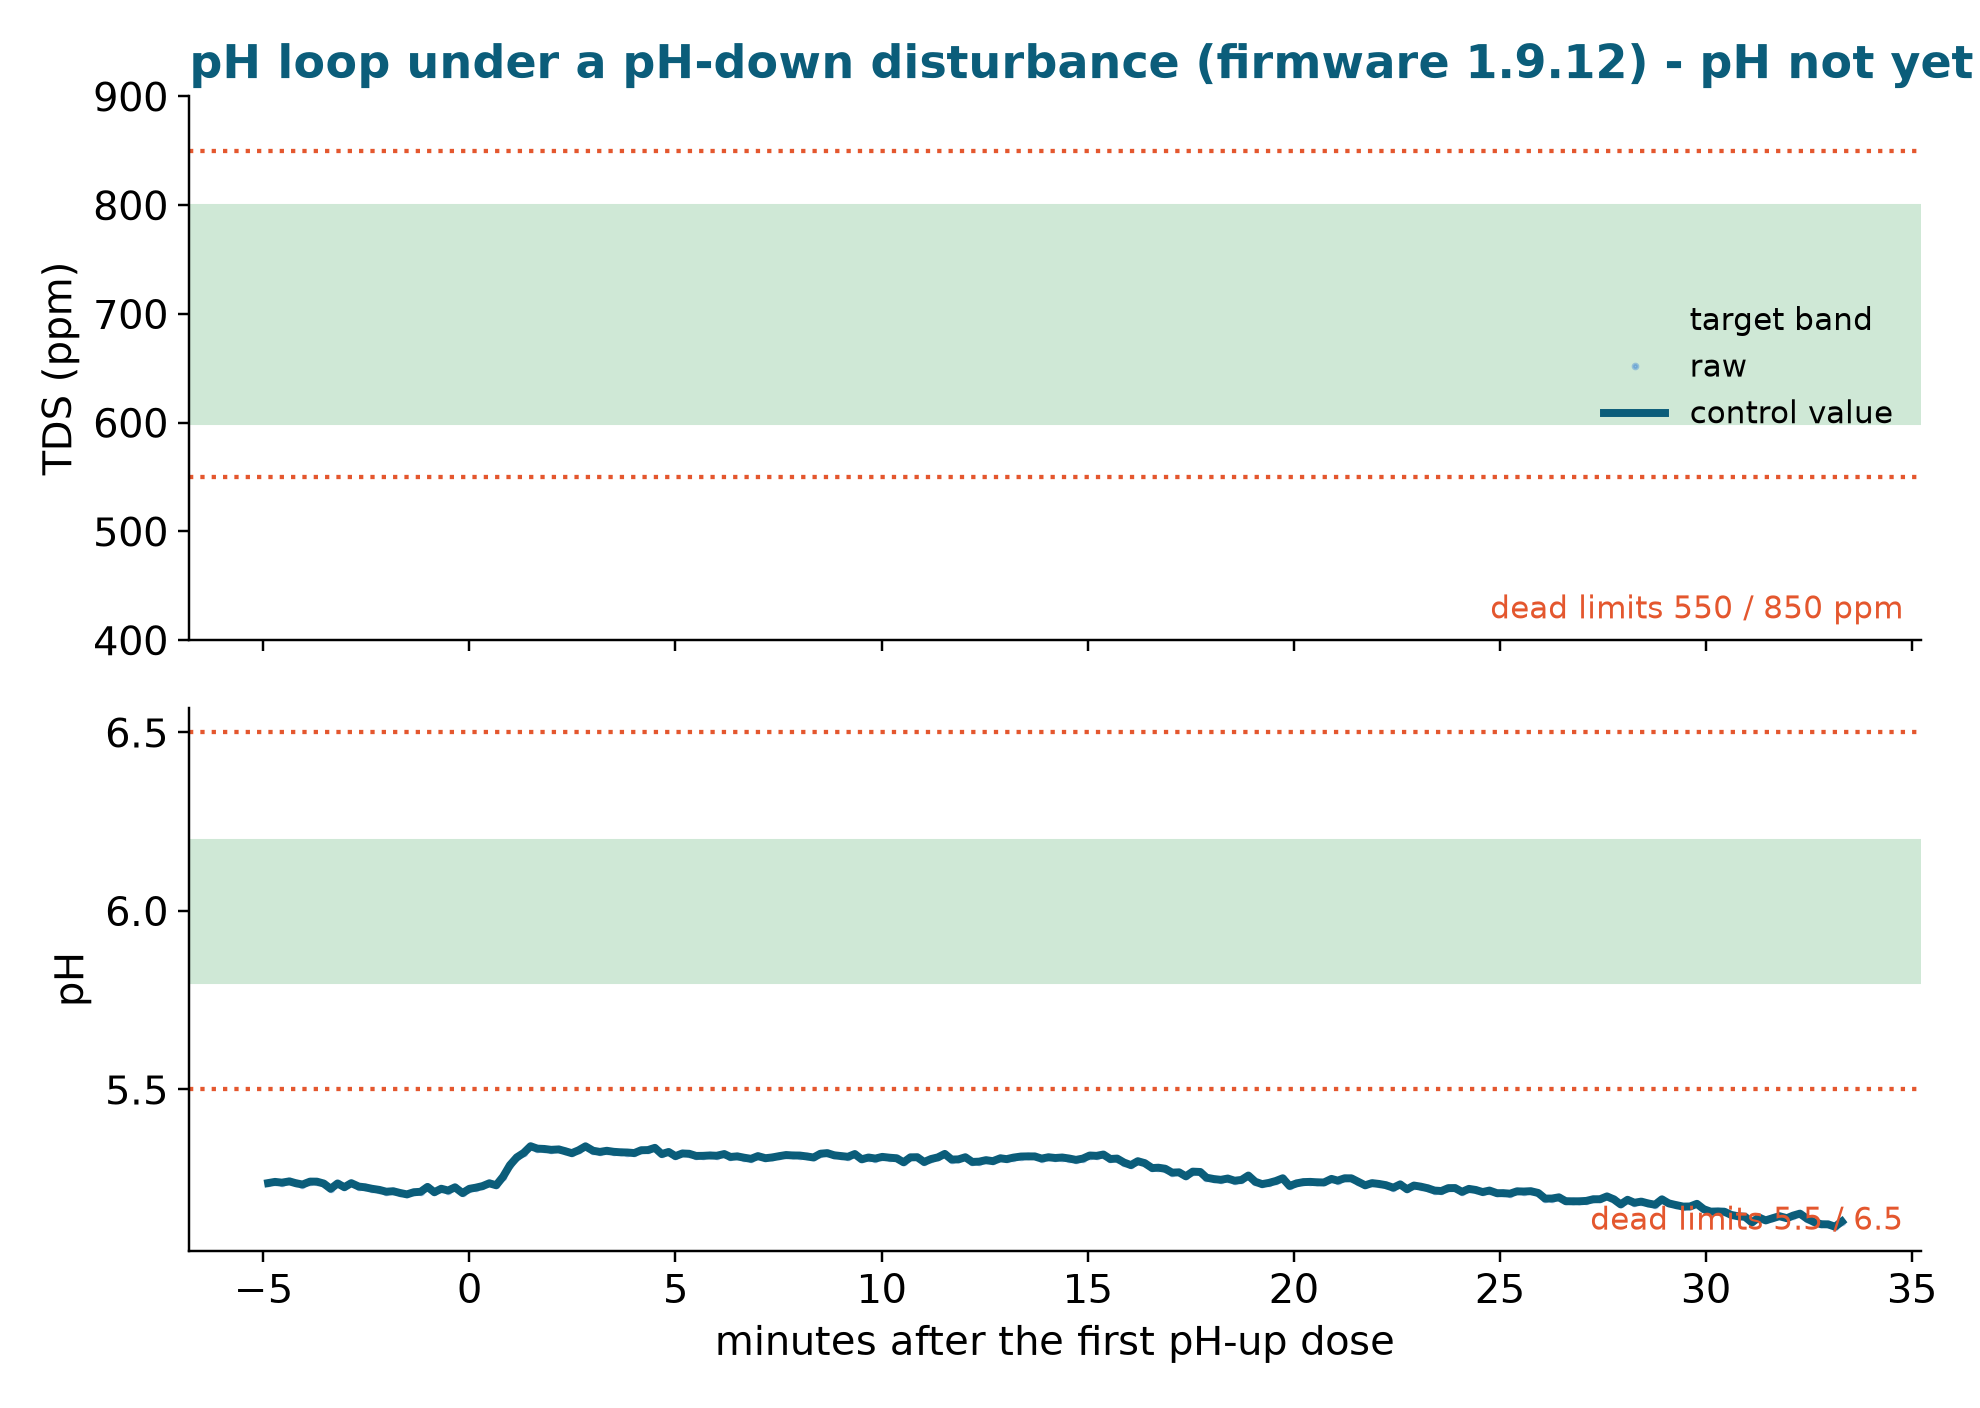 pH loop under a pH-down disturbance (firmware 1.9.12) - pH not yet
900
800
700
600
500
400
TDS (ppm)
target band
raw
control value
dead limits 550 / 850 ppm
6.5
6.0
5.5
pH
dead limits 5.5 / 6.5
−5 0 5 10 15 20 25 30 35
minutes after the first pH-up dose